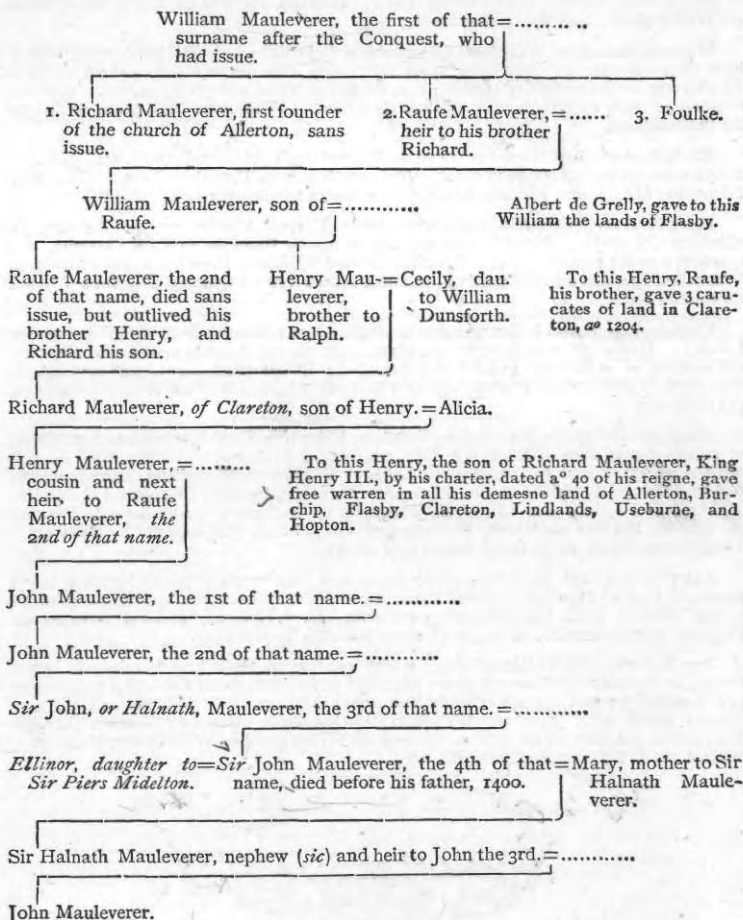 William Mauleverer, the first of that =............
surname after the Conquest, who
had issue.
1. Richard Mauleverer, first founder
of the church of Allerton, sans
issue.
2. Raufe Mauleverer, =......
heir to his brother
Richard.
3. Foulke.
William Mauleverer, son of =............
Raufe.
Albert de Grelly, gave to this
William the lands of Flasby.
Raufe Mauleverer, the 2nd
of that name, died sans
issue, but outlived his
brother Henry, and
Richard his son.
Henry Mau-
leverer,
brother to
Ralph.
=Cecily, dau.
to William
Dunsforth.
To this Henry, Raufe,
his brother, gave 3 caru-
cates of land in Clare-
ton, aº 1204.
Richard Mauleverer, of Clareton, son of Henry. =Alicia.
Henry Mauleverer, =.........
cousin and next
heir to Raufe
Mauleverer, the
2nd of that name.
To this Henry, the son of Richard Mauleverer, King
Henry III., by his charter, dated aº 40 of his reigne, gave
free warren in all his demesne land of Allerton, Bur-
chip, Flasby, Clareton, Lindlands, Useburne, and
Hopton.
John Mauleverer, the 1st of that name. =............
John Mauleverer, the 2nd of that name. =...........
Sir John, or Halnath, Mauleverer, the 3rd of that name. =............
Ellinor, daughter to
Sir Piers Midelton.
=Sir John Mauleverer, the 4th of that
name, died before his father, 1400.
=Mary, mother to Sir
Halnath Maule-
verer.
Sir Halnath Mauleverer, nephew (sic) and heir to John the 3rd. =............
John Mauleverer.